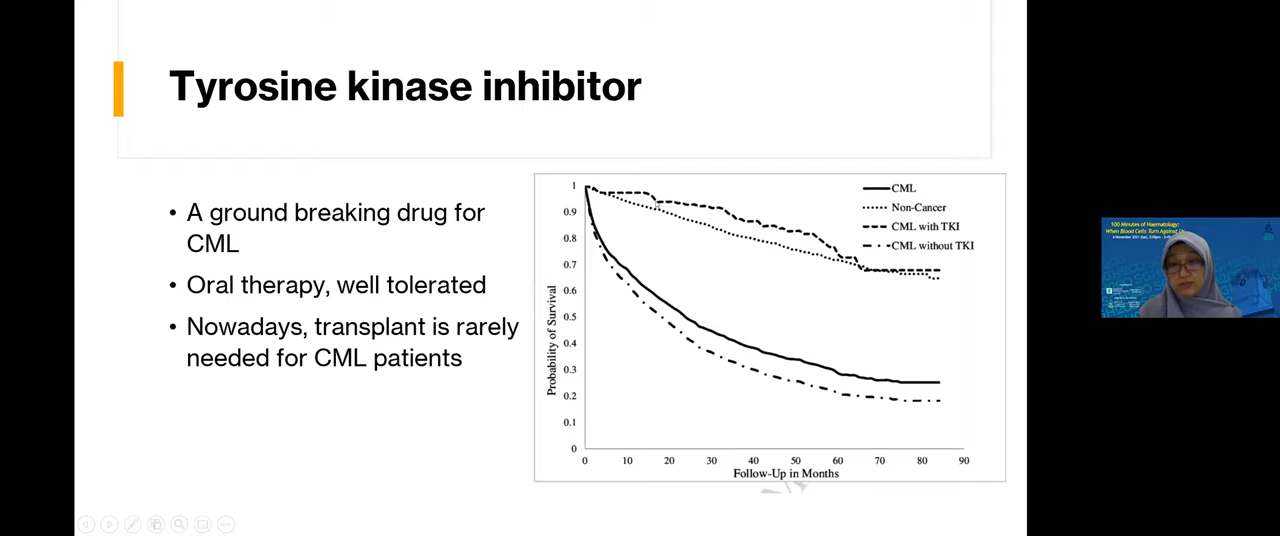 Tyrosine kinase inhibitor
• A ground breaking drug for
CML
• Oral therapy, well tolerated
• Nowadays, transplant is rarely
needed for CML patients
CML
Non-Cancer
CML with TKI
CML without TKI
Probability of Survival
1
0.9
0.8
0.7
0.6
0.5
0.4
0.3
0.2
0.1
0
0 10 20 30 40 50 60 70 80 90
Follow-Up in Months
100 Minutes of Haematology:
When Blood Cells Turn Against